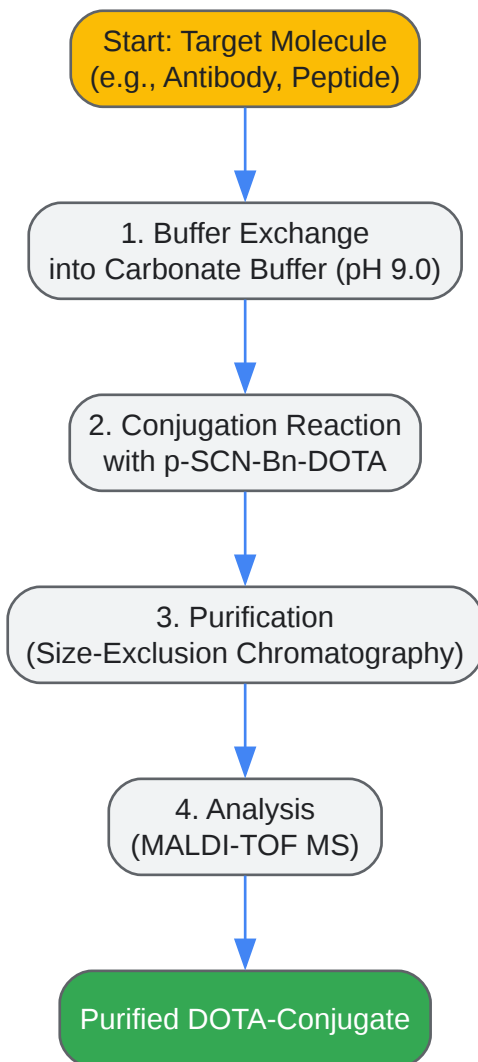 Start: Target Molecule
(e.g., Antibody, Peptide)
1. Buffer Exchange
into Carbonate Buffer (pH 9.0)
2. Conjugation Reaction
with p-SCN-Bn-DOTA
3. Purification
(Size-Exclusion Chromatography)
4. Analysis
(MALDI-TOF MS)
Purified DOTA-Conjugate